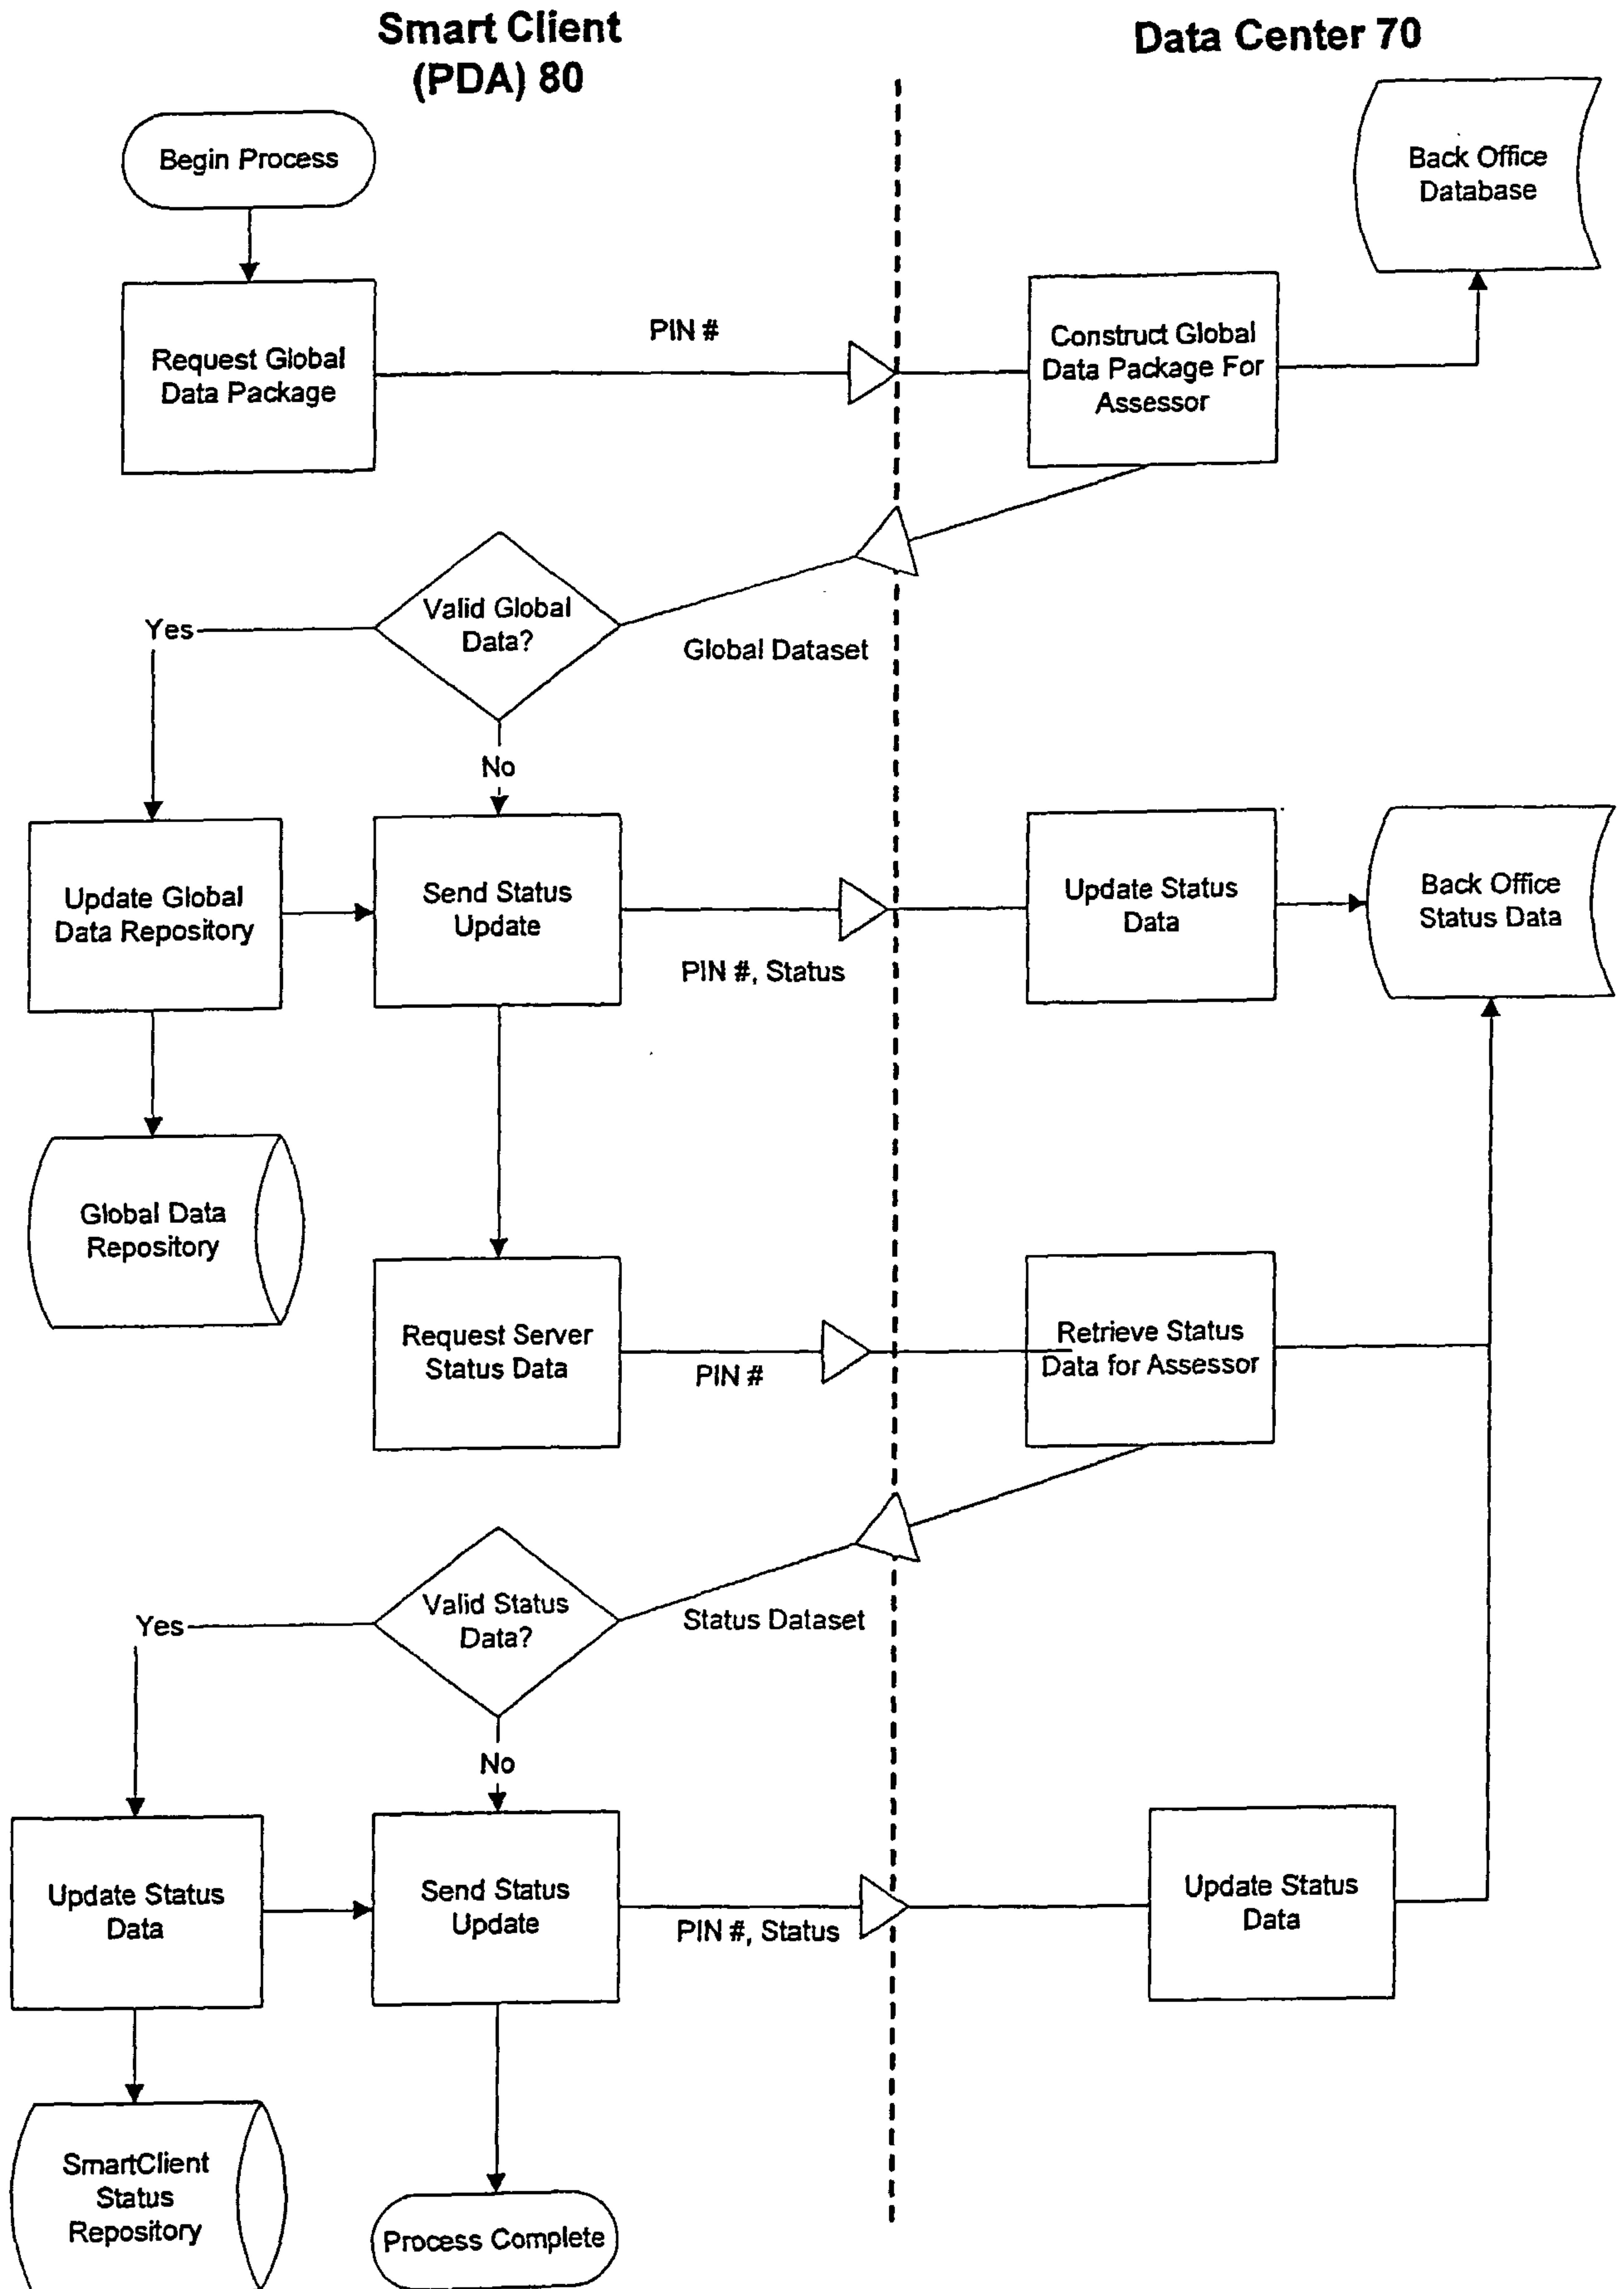 Smart Client
(PDA) 80
Data Center 70
Begin Process
Back Office
Database
Request Global
Data Package
PIN #
Construct Global
Data Package For
Assessor
Valid Global
Data?
Yes
Global Dataset
No
Update Global
Data Repository
Send Status
Update
PIN #, Status
Update Status
Data
Back Office
Status Data
Global Data
Repository
Request Server
Status Data
PIN #
Retrieve Status
Data for Assessor
Valid Status
Data?
Yes
Status Dataset
No
Update Status
Data
Send Status
Update
PIN #, Status
Update Status
Data
SmartClient
Status
Repository
Process Complete